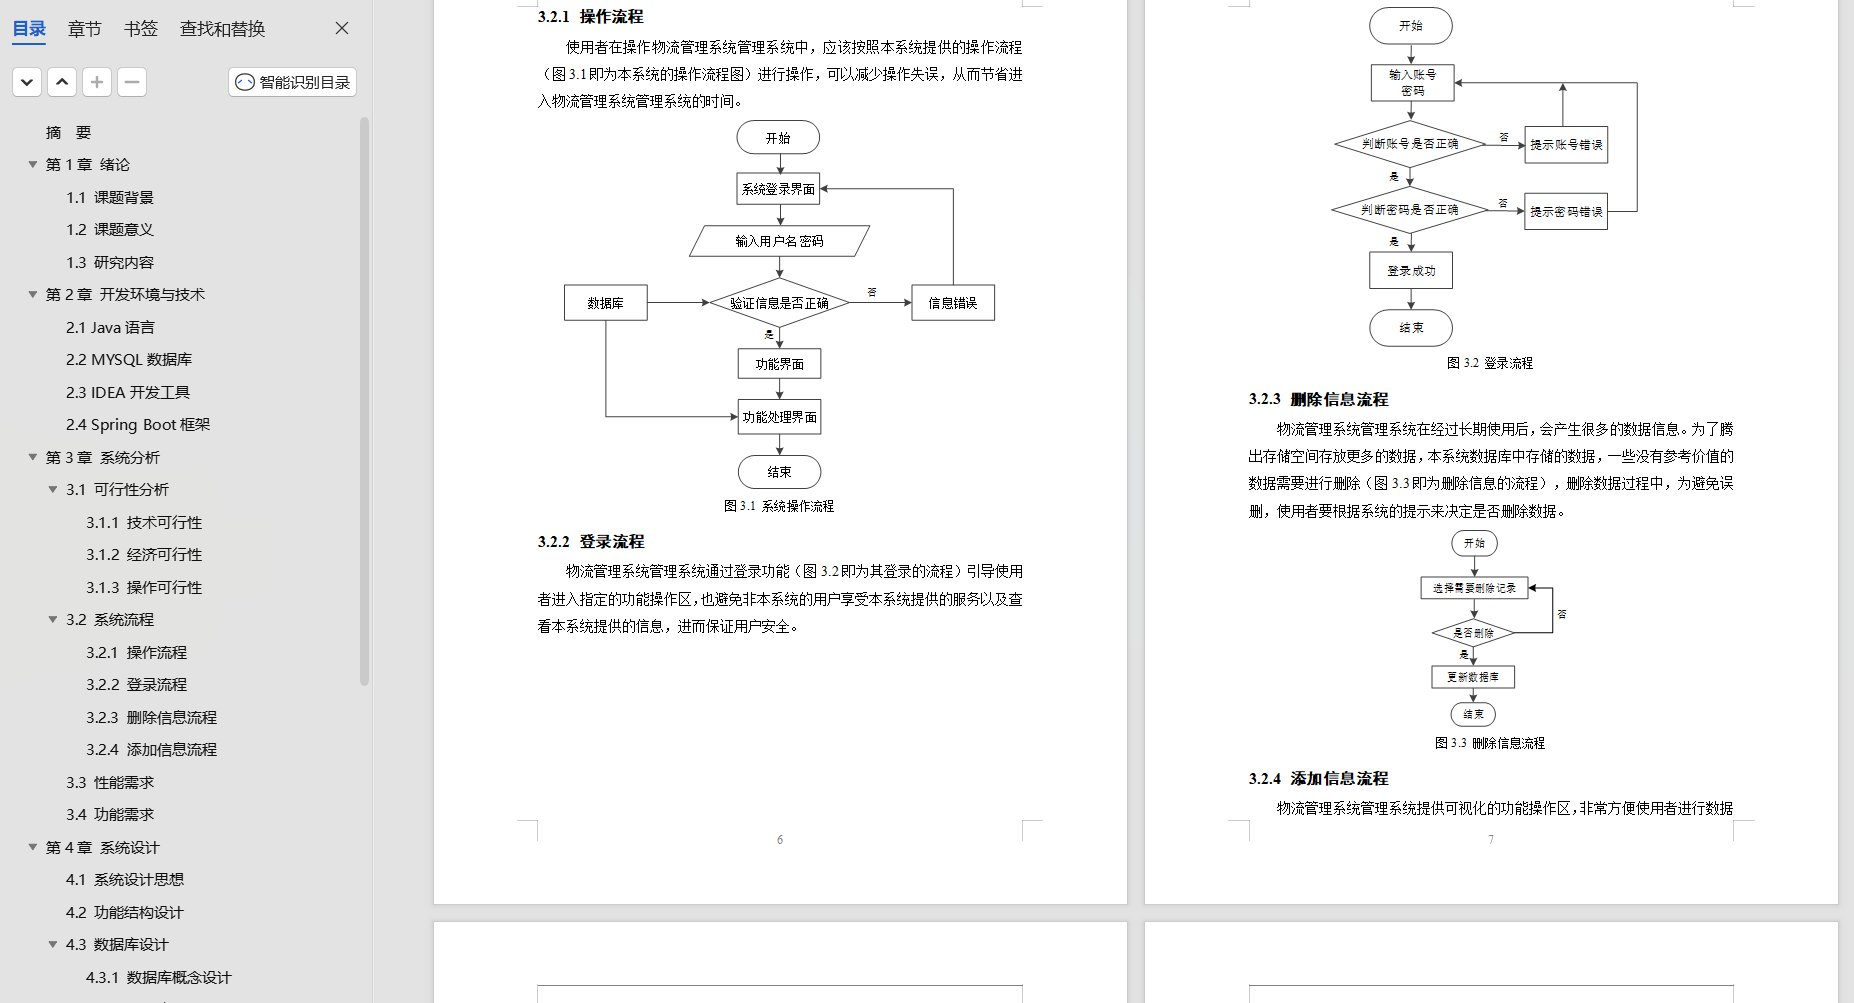 目录 章节 书签 查找和替换
智能识别目录
摘 要
第 1 章 绪论
1.1 课题背景
1.2 课题意义
1.3 研究内容
第 2 章 开发环境与技术
2.1 Java 语言
2.2 MYSQL 数据库
2.3 IDEA 开发工具
2.4 Spring Boot 框架
第 3 章 系统分析
3.1 可行性分析
3.1.1 技术可行性
3.1.2 经济可行性
3.1.3 操作可行性
3.2 系统流程
3.2.1 操作流程
3.2.2 登录流程
3.2.3 删除信息流程
3.2.4 添加信息流程
3.3 性能需求
3.4 功能需求
第 4 章 系统设计
4.1 系统设计思想
4.2 功能结构设计
4.3 数据库设计
4.3.1 数据库概念设计
3.2.1 操作流程
使用者在操作物流管理系统管理系统中，应该按照本系统提供的操作流程
（图 3.1即为本系统的操作流程图）进行操作，可以减少操作失误，从而节省进
入物流管理系统管理系统的时间。
开始
系统登录界面
输入用户名密码
数据库
验证信息是否正确
否
信息错误
是
功能界面
功能处理界面
结束
图 3.1 系统操作流程
3.2.2 登录流程
物流管理系统管理系统通过登录功能（图 3.2即为其登录的流程）引导使用
者进入指定的功能操作区，也避免非本系统的用户享受本系统提供的服务以及查
看本系统提供的信息，进而保证用户安全。
6
开始
输入账号
密码
判断账号是否正确
否
提示账号错误
是
判断密码是否正确
否
提示密码错误
是
登录成功
结束
图 3.2 登录流程
3.2.3 删除信息流程
物流管理系统管理系统在经过长期使用后，会产生很多的数据信息。为了腾
出存储空间存放更多的数据，本系统数据库中存储的数据，一些没有参考价值的
数据需要进行删除（图 3.3即为删除信息的流程），删除数据过程中，为避免误
删，使用者要根据系统的提示来决定是否删除数据。
开始
选择需要删除记录
否
是否删除
是
更新数据库
结束
图 3.3 删除信息流程
3.2.4 添加信息流程
物流管理系统管理系统提供可视化的功能操作区，非常方便使用者进行数据
7